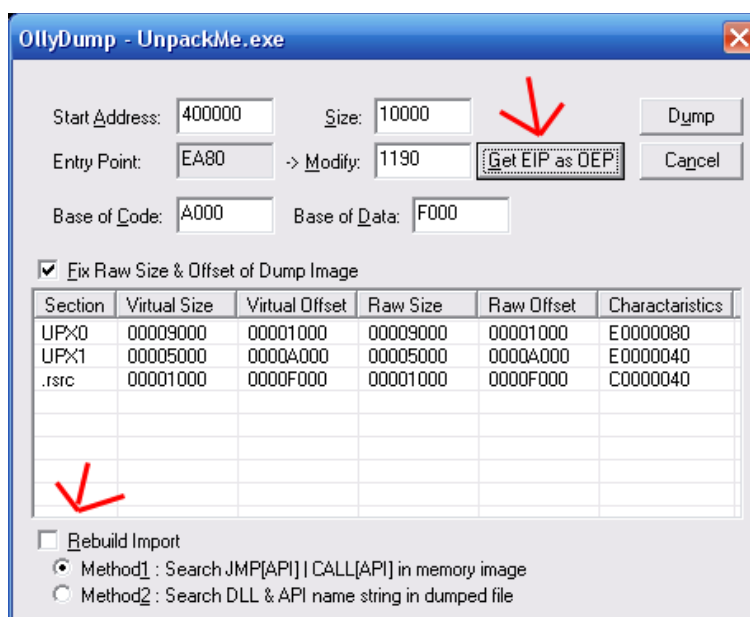 OllyDump - UnpackMe.exe
Start Address: 400000 Size: 10000 Dump
Entry Point: EA80 -> Modify: 1190 Get EIP as OEP Cancel
Base of Code: A000 Base of Data: F000
Fix Raw Size & Offset of Dump Image
Section Virtual Size Virtual Offset Raw Size Raw Offset Charactaristics
UPX0 00009000 00001000 00009000 00001000 E0000080
UPX1 00005000 0000A000 00005000 0000A000 E0000040
.rsrc 00001000 0000F000 00001000 0000F000 C0000040
Rebuild Import
Method1 : Search JMP[API] | CALL[API] in memory image
Method2 : Search DLL & API name string in dumped file